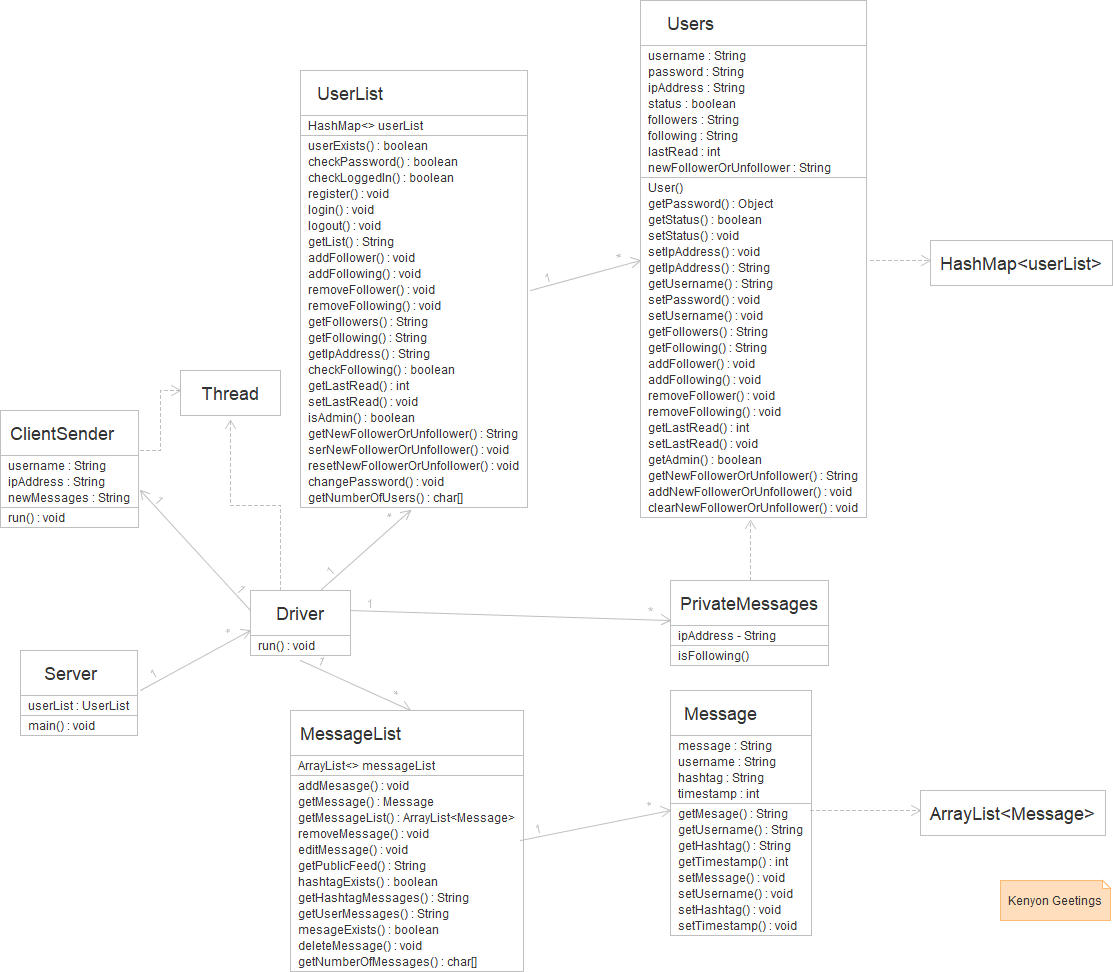 Users
username : String
password : String
ipAddress : String
status : boolean
followers : String
following : String
lastRead : int
newFollowerOrUnfollower : String
User()
getPassword() : Object
getStatus() : boolean
setStatus() : void
setIpAddress() : void
getIpAddress() : String
getUsername() : String
setPassword() : void
setUsername() : void
getFollowers() : String
getFollowing() : String
addFollower() : void
addFollowing() : void
removeFollower() : void
removeFollowing() : void
getLastRead() : int
setLastRead() : void
getAdmin() : boolean
getNewFollowerOrUnfollower() : String
addNewFollowerOrUnfollower() : void
clearNewFollowerOrUnfollower() : void
UserList
HashMap<> userList
userExists() : boolean
checkPassword() : boolean
checkLoggedIn() : boolean
register() : void
login() : void
logout() : void
getList() : String
addFollower() : void
addFollowing() : void
removeFollower() : void
removeFollowing() : void
getFollowers() : String
getFollowing() : String
getIpAddress() : String
checkFollowing() : boolean
getLastRead() : int
setLastRead() : void
isAdmin() : boolean
getNewFollowerOrUnfollower() : String
serNewFollowerOrUnfollower() : void
resetNewFollowerOrUnfollower() : void
changePassword() : void
getNumberOfUsers() : char[]
1
*
HashMap<userList>
Thread
ClientSender
username : String
ipAddress : String
newMessages : String
run() : void
1
1
1
*
Driver
run() : void
1
*
PrivateMessages
ipAddress - String
isFollowing()
Server
userList : UserList
main() : void
1
*
1
*
MessageList
ArrayList<> messageList
addMesasge() : void
getMessage() : Message
getMessageList() : ArrayList<Message>
removeMessage() : void
editMessage() : void
getPublicFeed() : String
hashtagExists() : boolean
getHashtagMessages() : String
getUserMessages() : String
mesageExists() : boolean
deleteMessage() : void
getNumberOfMessages() : char[]
1
*
Message
message : String
username : String
hashtag : String
timestamp : int
getMesage() : String
getUsername() : String
getHashtag() : String
getTimestamp() : int
setMessage() : void
setUsername() : void
setHashtag() : void
setTimestamp() : void
ArrayList<Message>
Kenyon Geetings